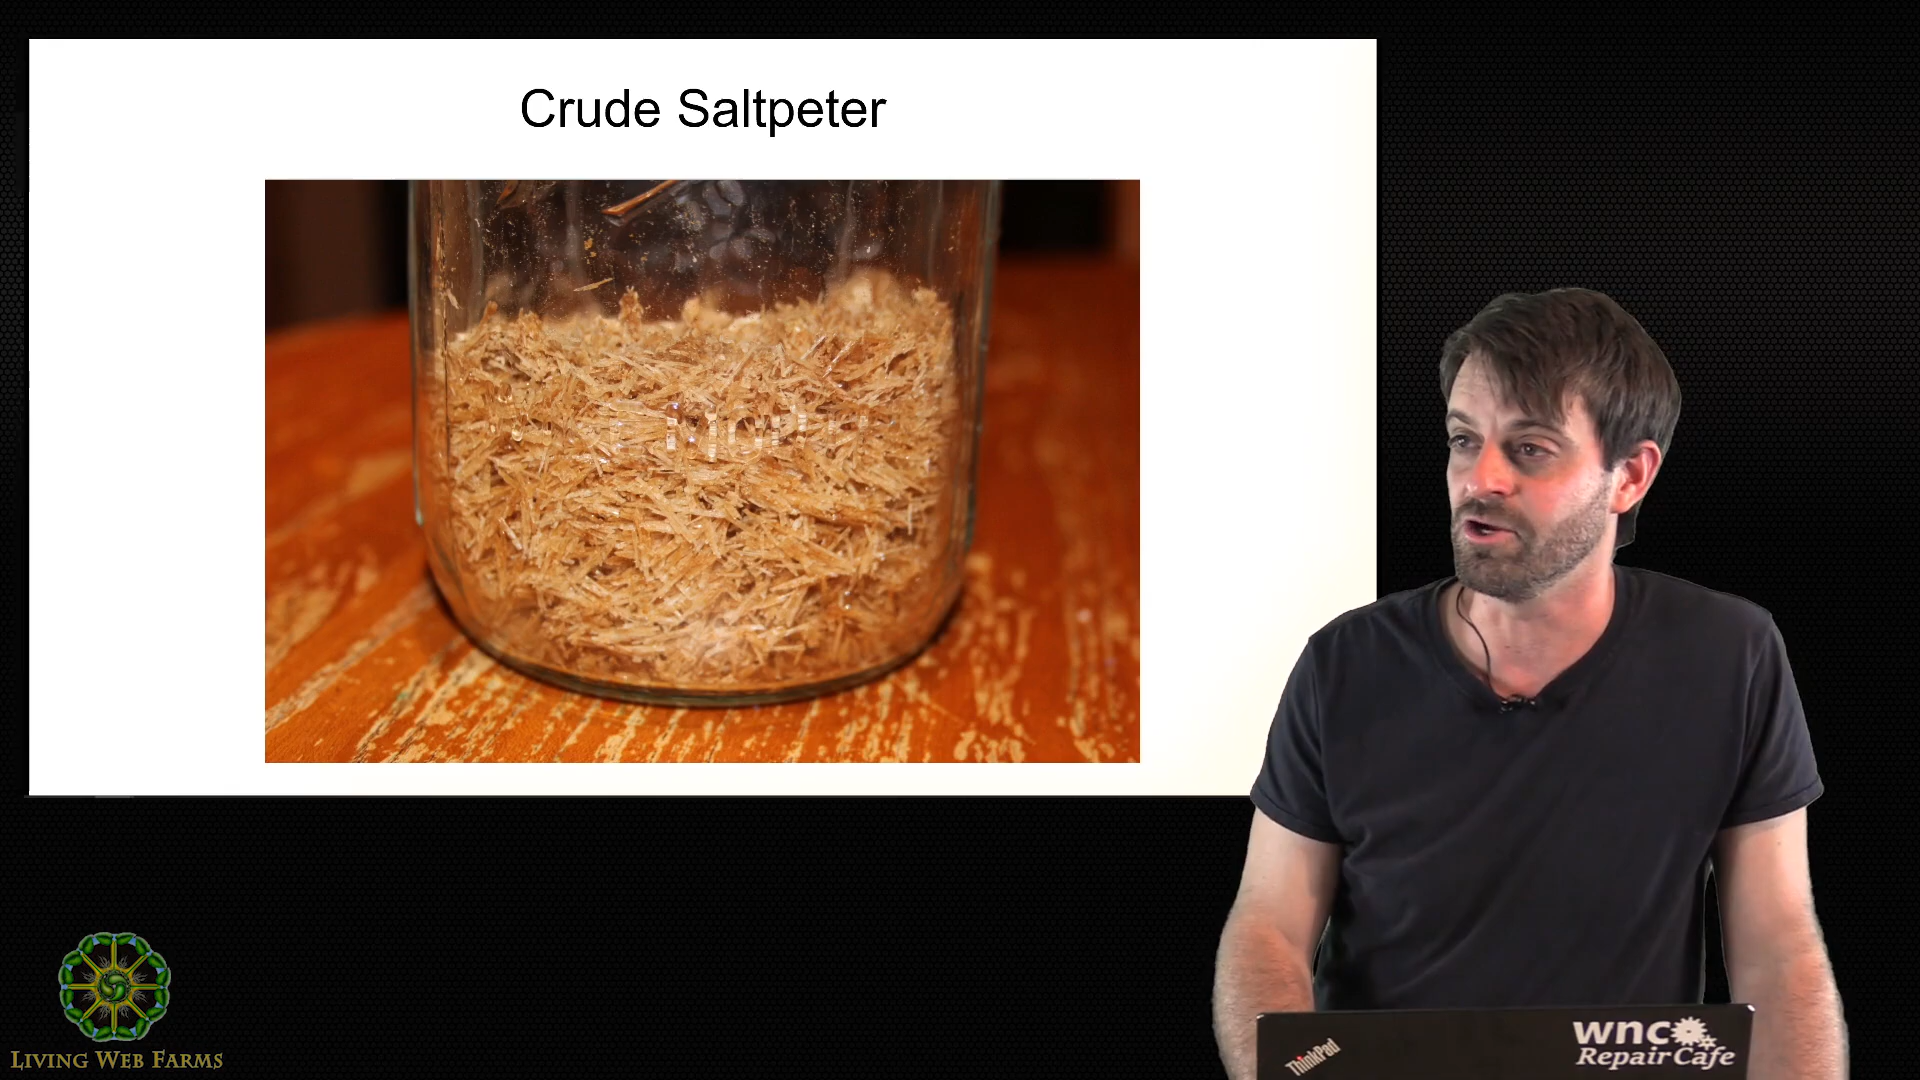 Crude Saltpeter
ThinkPad
wnc
Repair Cafe
LIVING WEB FARMS